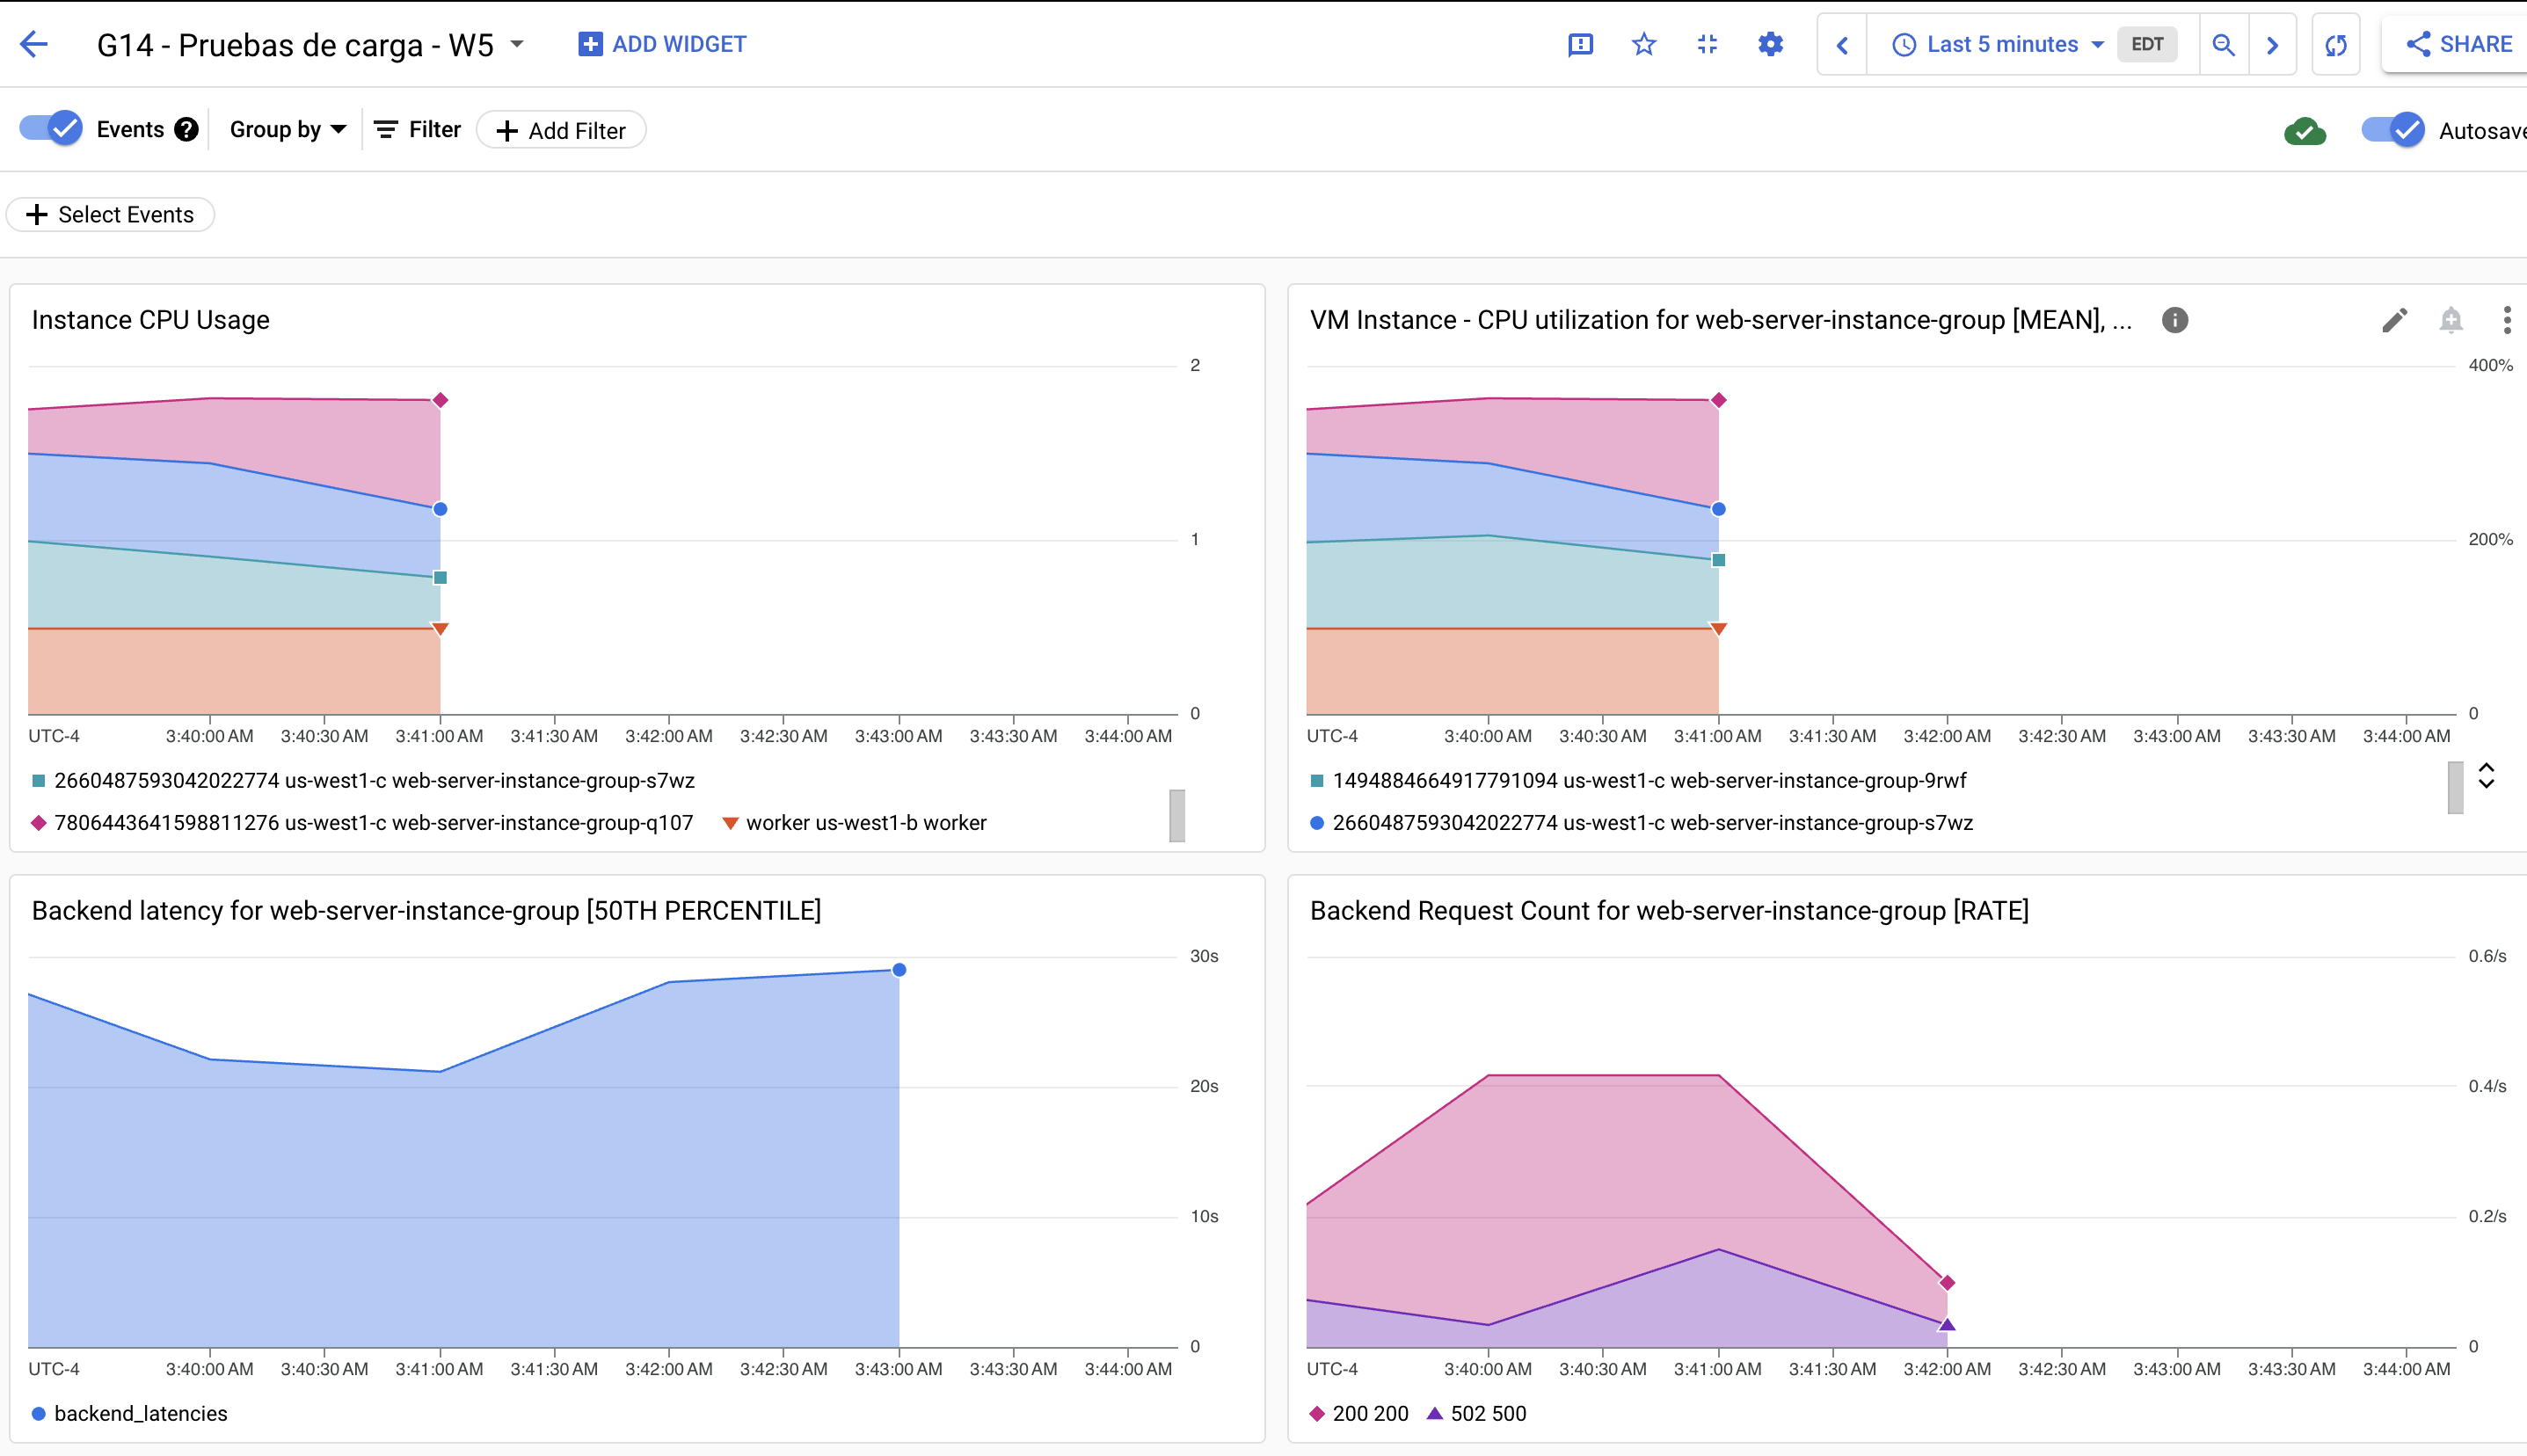 G14 - Pruebas de carga - W5 ADD WIDGET Last 5 minutes EDT SHARE
Events Group by Filter Add Filter Autosave
Select Events
Instance CPU Usage
2
1
0
UTC-4 3:40:00 AM 3:40:30 AM 3:41:00 AM 3:41:30 AM 3:42:00 AM 3:42:30 AM 3:43:00 AM 3:43:30 AM 3:44:00 AM
2660487593042022774 us-west1-c web-server-instance-group-s7wz
7806443641598811276 us-west1-c web-server-instance-group-q107 worker us-west1-b worker
VM Instance - CPU utilization for web-server-instance-group [MEAN], ...
400%
200%
0
UTC-4 3:40:00 AM 3:40:30 AM 3:41:00 AM 3:41:30 AM 3:42:00 AM 3:42:30 AM 3:43:00 AM 3:43:30 AM 3:44:00 AM
1494884664917791094 us-west1-c web-server-instance-group-9rwf
2660487593042022774 us-west1-c web-server-instance-group-s7wz
Backend latency for web-server-instance-group [50TH PERCENTILE]
30s
20s
10s
0
UTC-4 3:40:00 AM 3:40:30 AM 3:41:00 AM 3:41:30 AM 3:42:00 AM 3:42:30 AM 3:43:00 AM 3:43:30 AM 3:44:00 AM
backend_latencies
Backend Request Count for web-server-instance-group [RATE]
0.6/s
0.4/s
0.2/s
0
UTC-4 3:40:00 AM 3:40:30 AM 3:41:00 AM 3:41:30 AM 3:42:00 AM 3:42:30 AM 3:43:00 AM 3:43:30 AM 3:44:00 AM
200 200 502 500